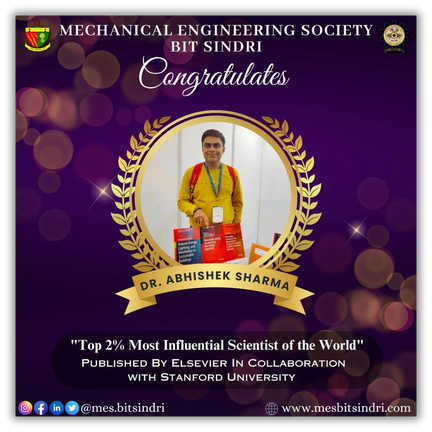 MECHANICAL ENGINEERING SOCIETY
BIT SINDRI
Congratulates
DR. ABHISHEK SHARMA
"Top 2% Most Influential Scientist of the World"
PUBLISHED BY ELSEVIER IN COLLABORATION
WITH STANFORD UNIVERSITY
@mes.bitsindri
www.mesbitsindri.com